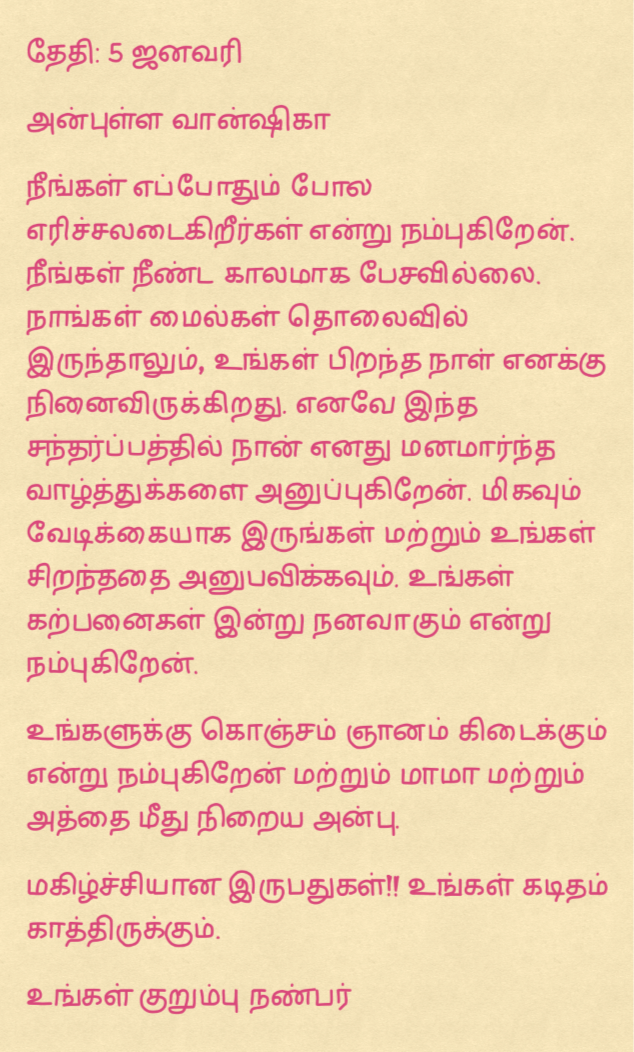 தேதி: 5 ஜனவரி
அன்புள்ள வான்ஷிகா
நீங்கள் எப்போதும் போல
எரிச்சலடைகிறீர்கள் என்று நம்புகிறேன்.
நீங்கள் நீண்ட காலமாக பேசவில்லை.
நாங்கள் மைல்கள் தொலைவில்
இருந்தாலும், உங்கள் பிறந்த நாள் எனக்கு
நினைவிருக்கிறது. எனவே இந்த
சந்தர்ப்பத்தில் நான் எனது மனமார்ந்த
வாழ்த்துக்களை அனுப்புகிறேன். மிகவும்
வேடிக்கையாக இருங்கள் மற்றும் உங்கள்
சிறந்ததை அனுபவிக்கவும். உங்கள்
கற்பனைகள் இன்று நனவாகும் என்று
நம்புகிறேன்.
உங்களுக்கு கொஞ்சம் ஞானம் கிடைக்கும்
என்று நம்புகிறேன் மற்றும் மாமா மற்றும்
அத்தை மீது நிறைய அன்பு.
மகிழ்ச்சியான இருபதுகள்!! உங்கள் கடிதம்
காத்திருக்கும்.
உங்கள் குறும்பு நண்பர்